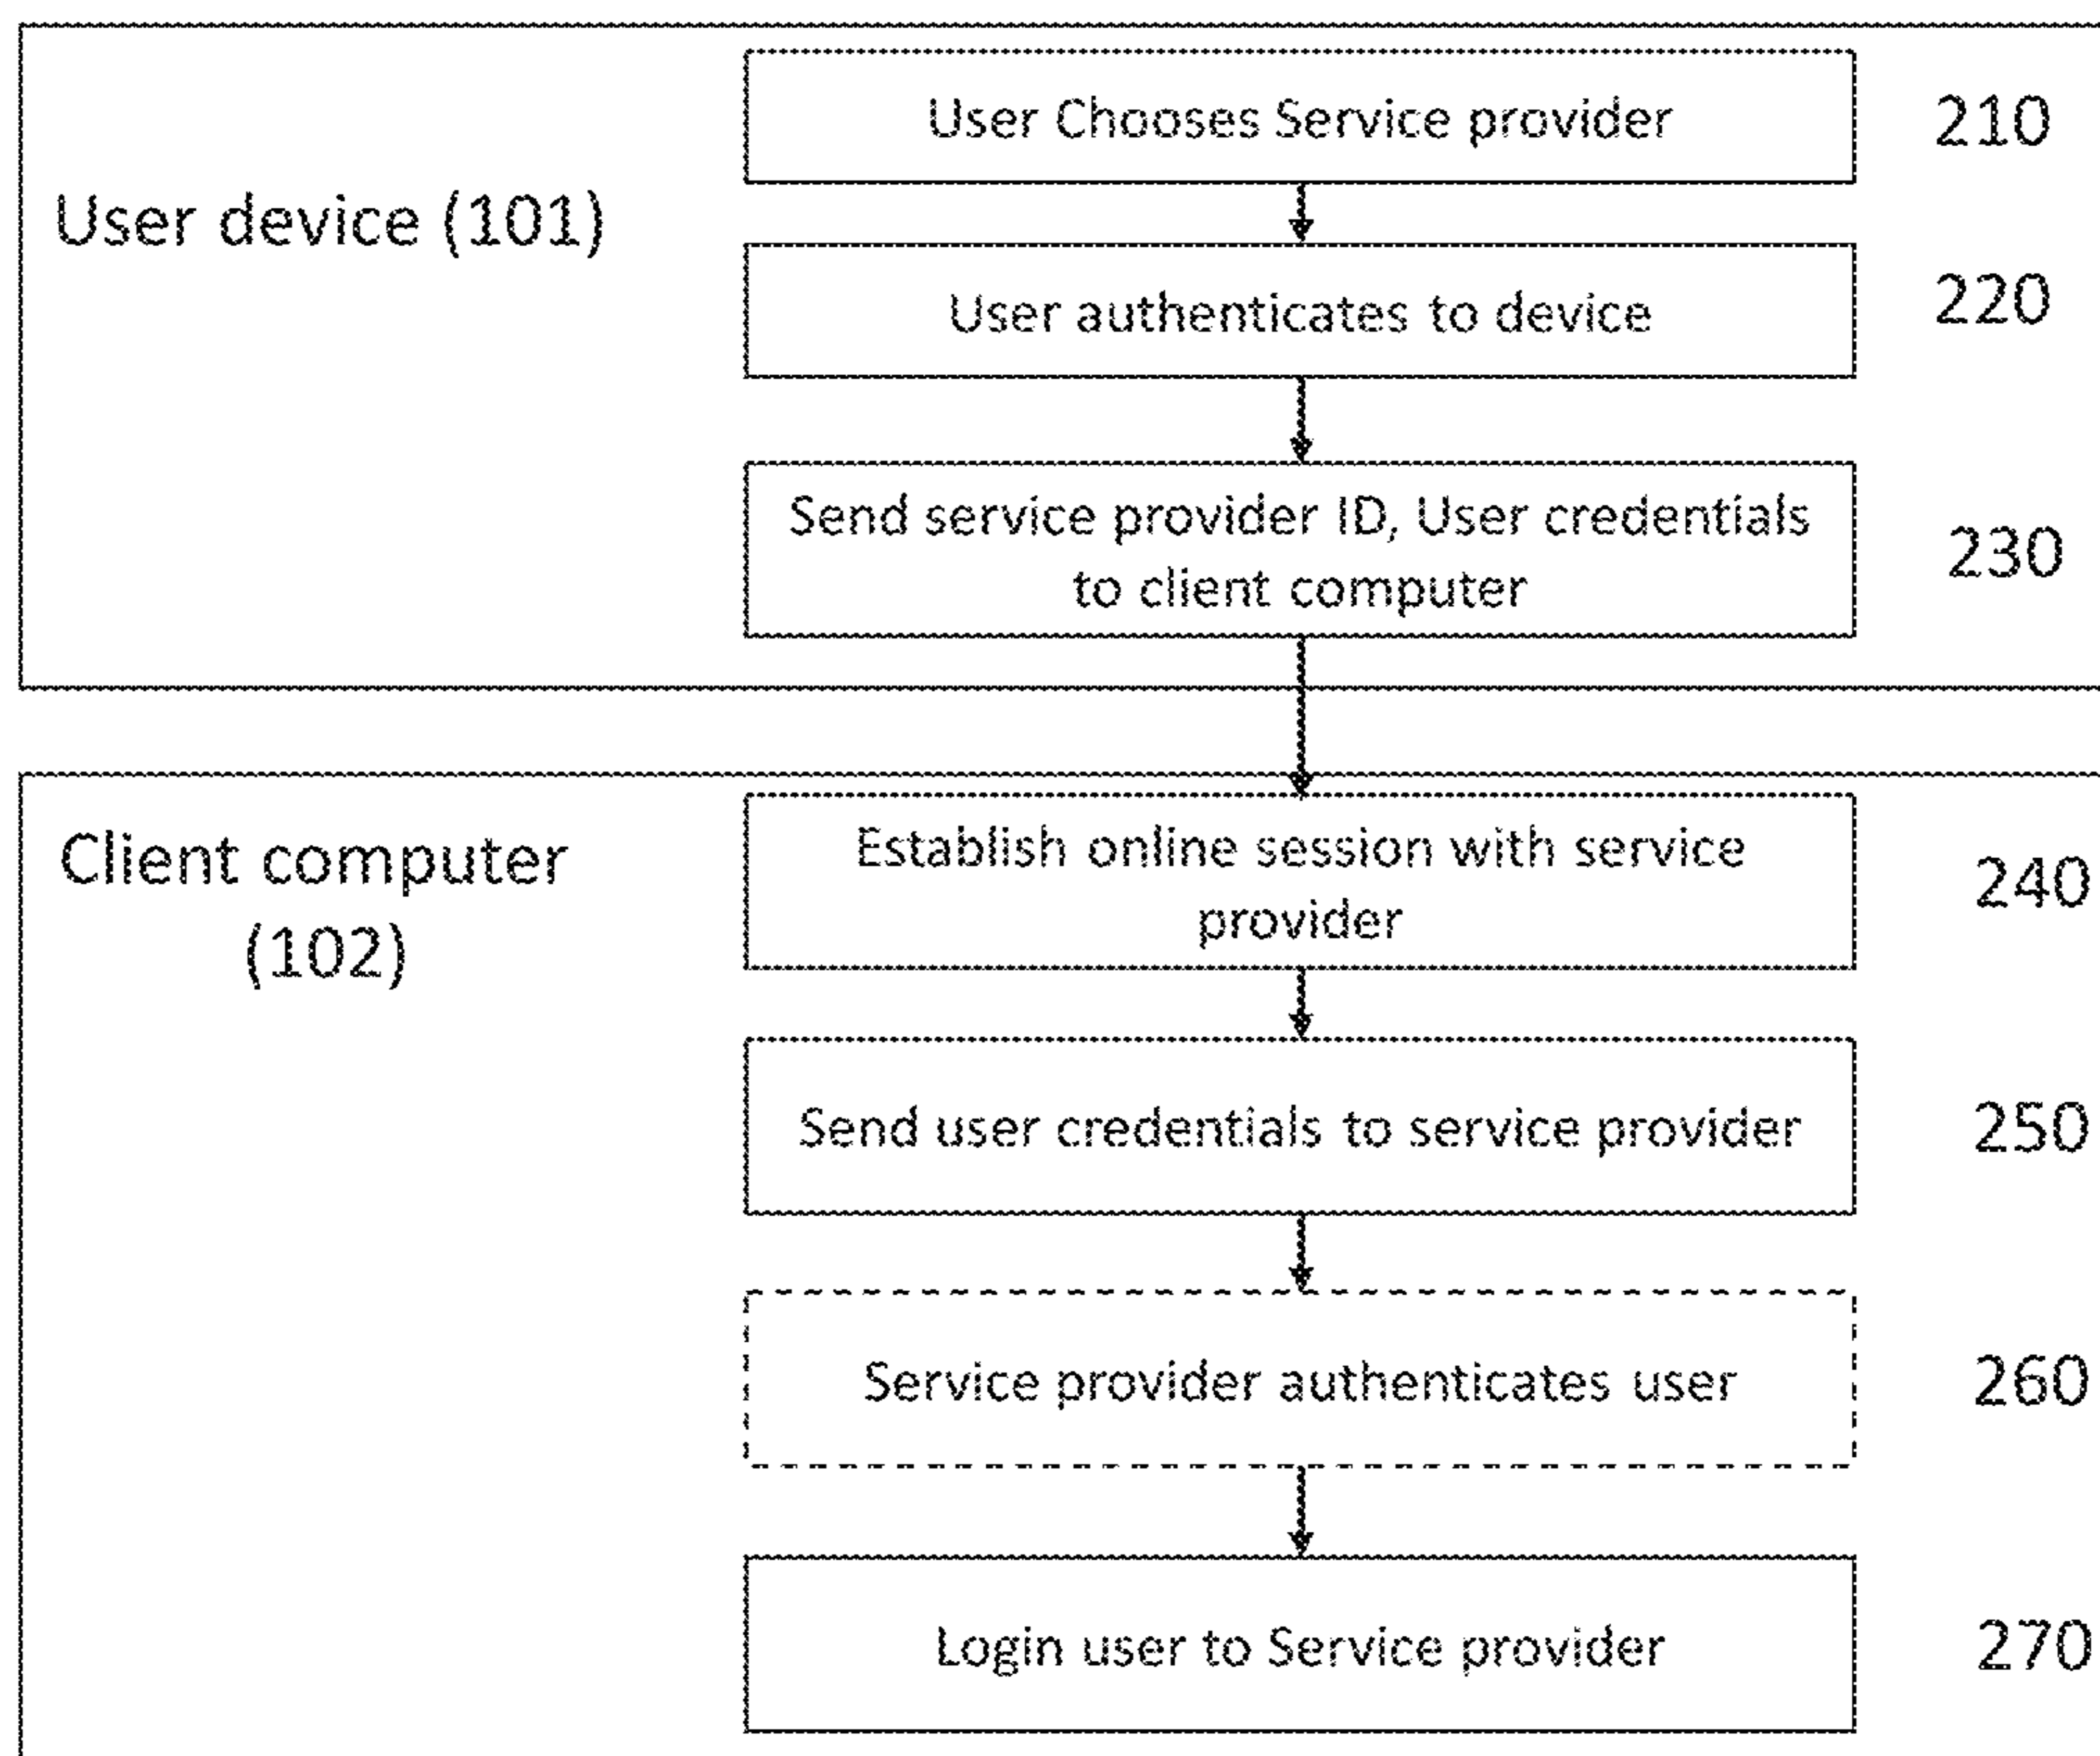 User device (101)
User Chooses Service provider
210
User authenticates to device
220
Send service provider ID, User credentials
to client computer
230
Client computer
(102)
Establish online session with service
provider
240
Send user credentials to service provider
250
Service provider authenticates user
260
Login user to Service provider
270